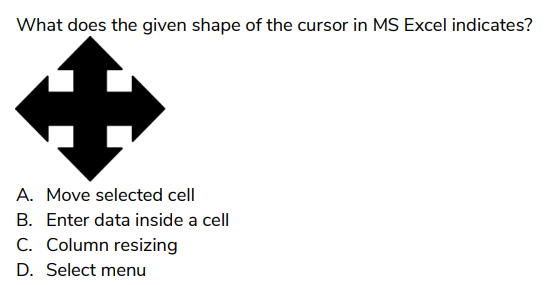 What does the given shape of the cursor in MS Excel indicates?
A. Move selected cell
B. Enter data inside a cell
C. Column resizing
D. Select menu